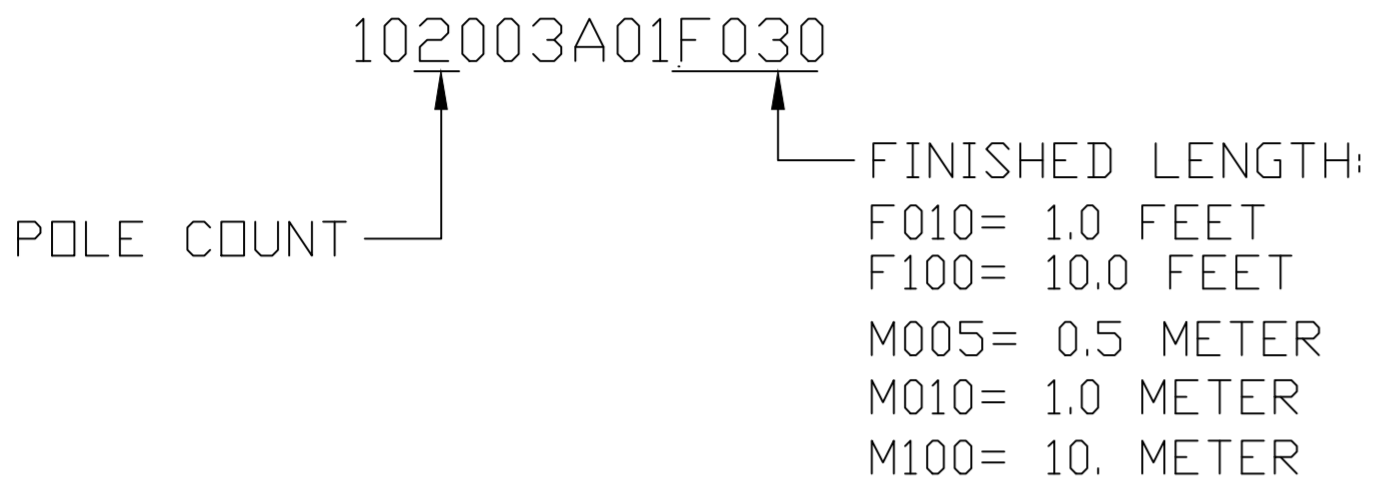 102003A01F030
FINISHED LENGTH:
POLE COUNT
F010= 1.0 FEET
F100= 10.0 FEET
M005= 0.5 METER
M010= 1.0 METER
M100= 10. METER